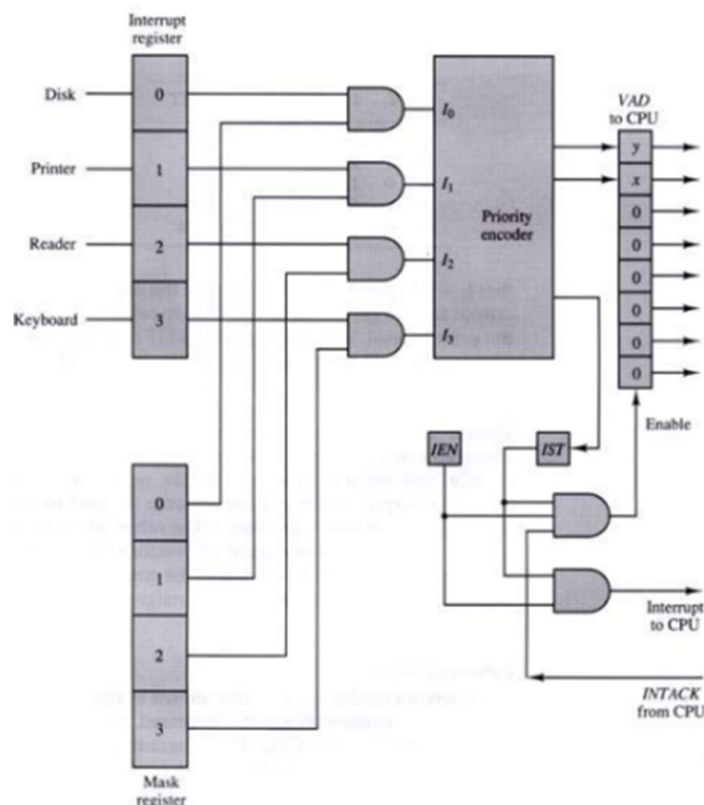 Interrupt
register
Disk
0
Printer
1
Reader
2
Keyboard
3
I0
I1
I2
I3
Priority
encoder
VAD
to CPU
y
x
0
0
0
0
0
0
Enable
IEN
IST
0
1
2
3
Interrupt
to CPU
INTACK
from CPU
Mask
register